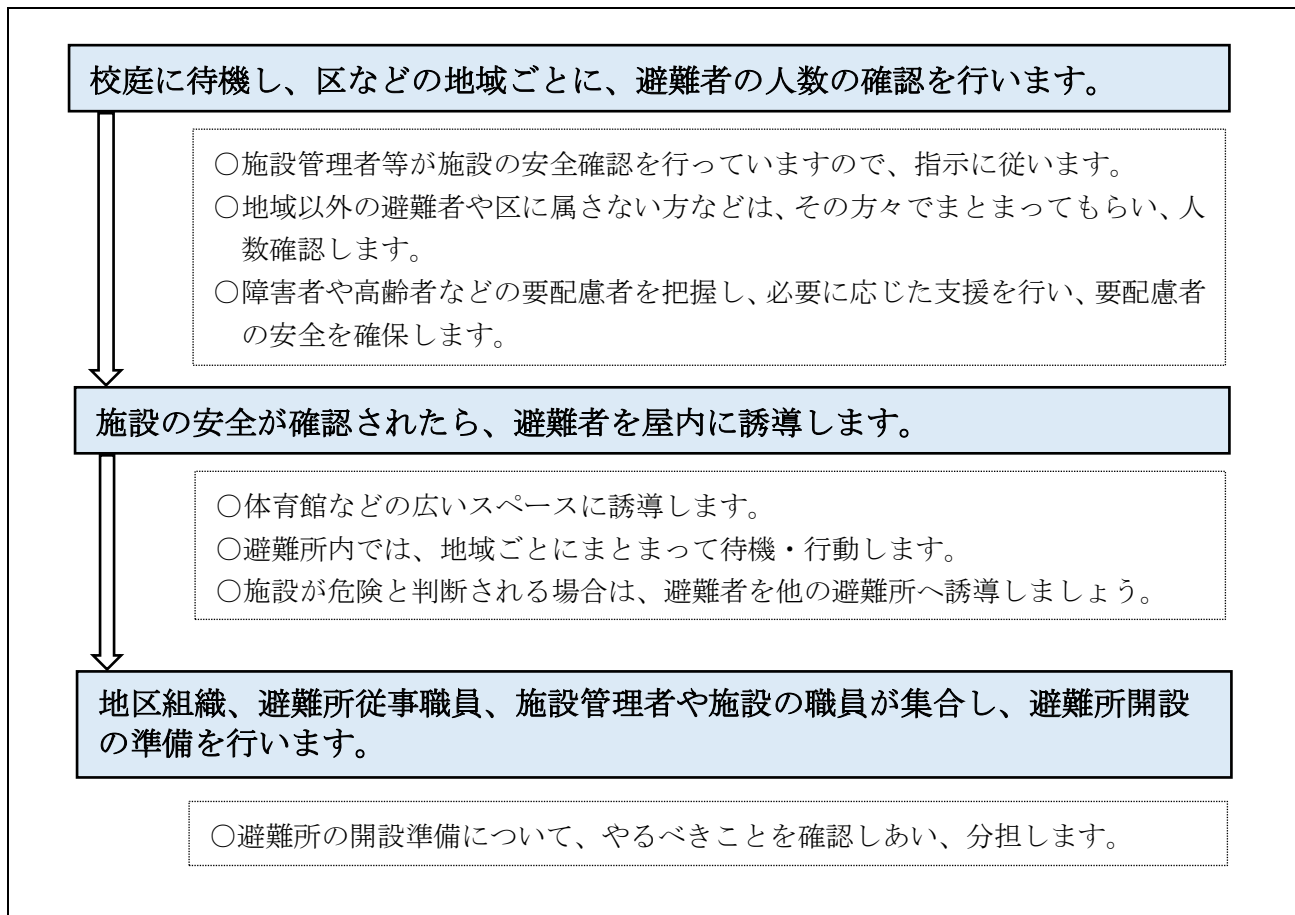 校庭に待機し、区などの地域ごとに、避難者の人数の確認を行います。
○施設管理者等が施設の安全確認を行っていますので、指示に従います。
○地域以外の避難者や区に属さない方などは、その方々でまとまってもらい、人
数確認します。
○障害者や高齢者などの要配慮者を把握し、必要に応じた支援を行い、要配慮者
の安全を確保します。
施設の安全が確認されたら、避難者を屋内に誘導します。
○体育館などの広いスペースに誘導します。
○避難所内では、地域ごとにまとまって待機・行動します。
○施設が危険と判断される場合は、避難者を他の避難所へ誘導しましょう。
地区組織、避難所従事職員、施設管理者や施設の職員が集合し、避難所開設
の準備を行います。
○避難所の開設準備について、やるべきことを確認しあい、分担します。